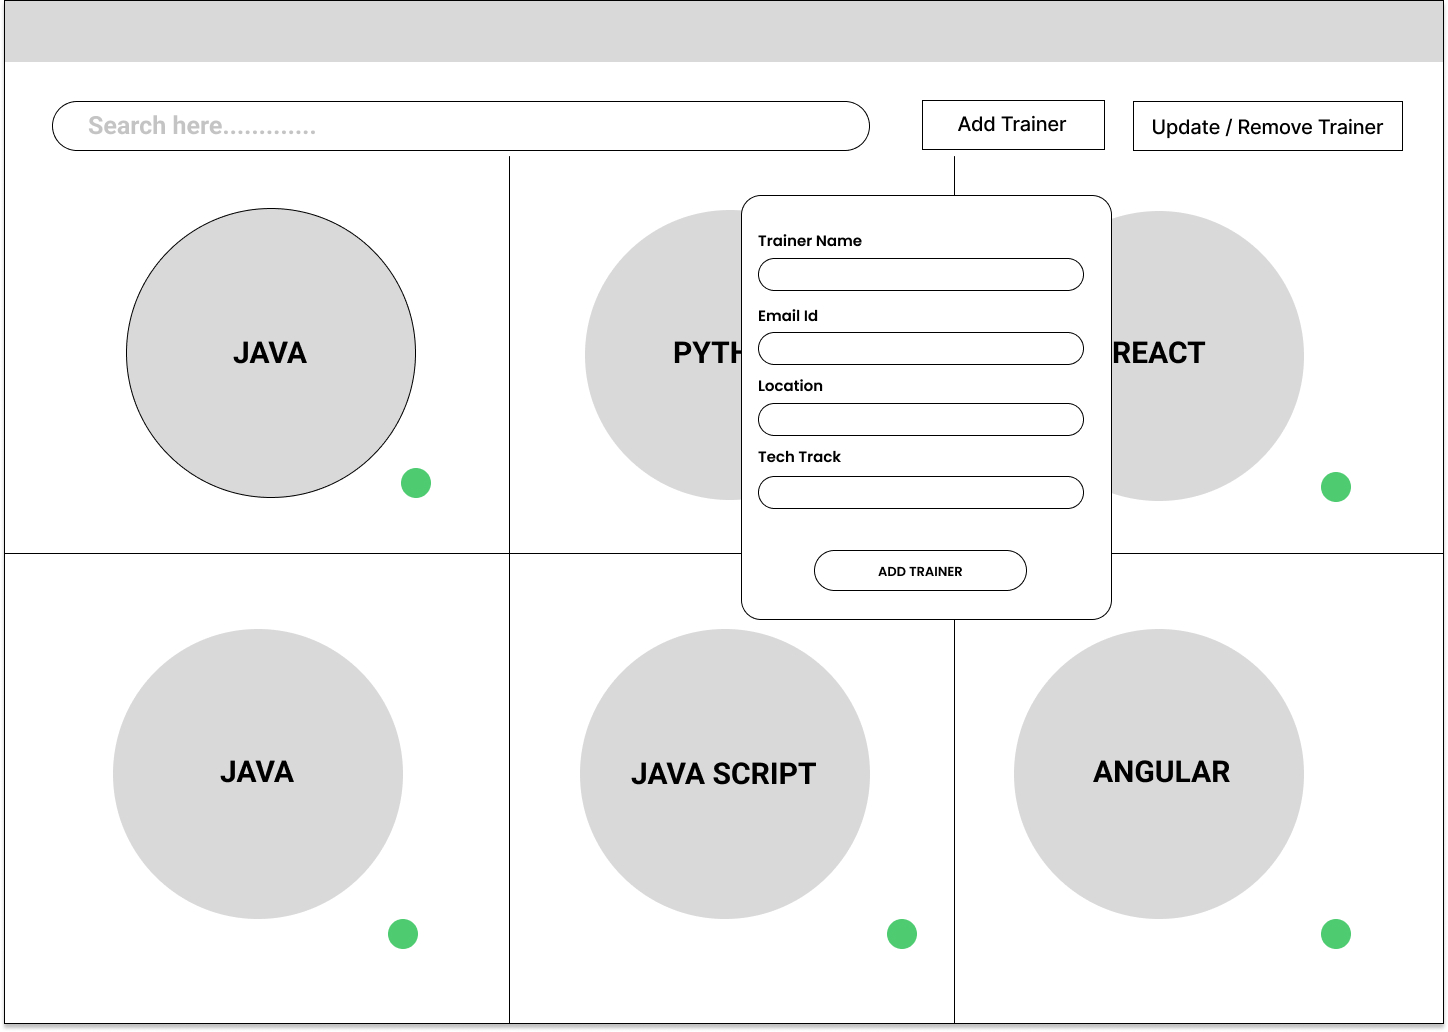 Search here.............
Add Trainer
Update / Remove Trainer
JAVA
PYTH
REACT
Trainer Name
Email Id
Location
Tech Track
ADD TRAINER
JAVA
JAVA SCRIPT
ANGULAR